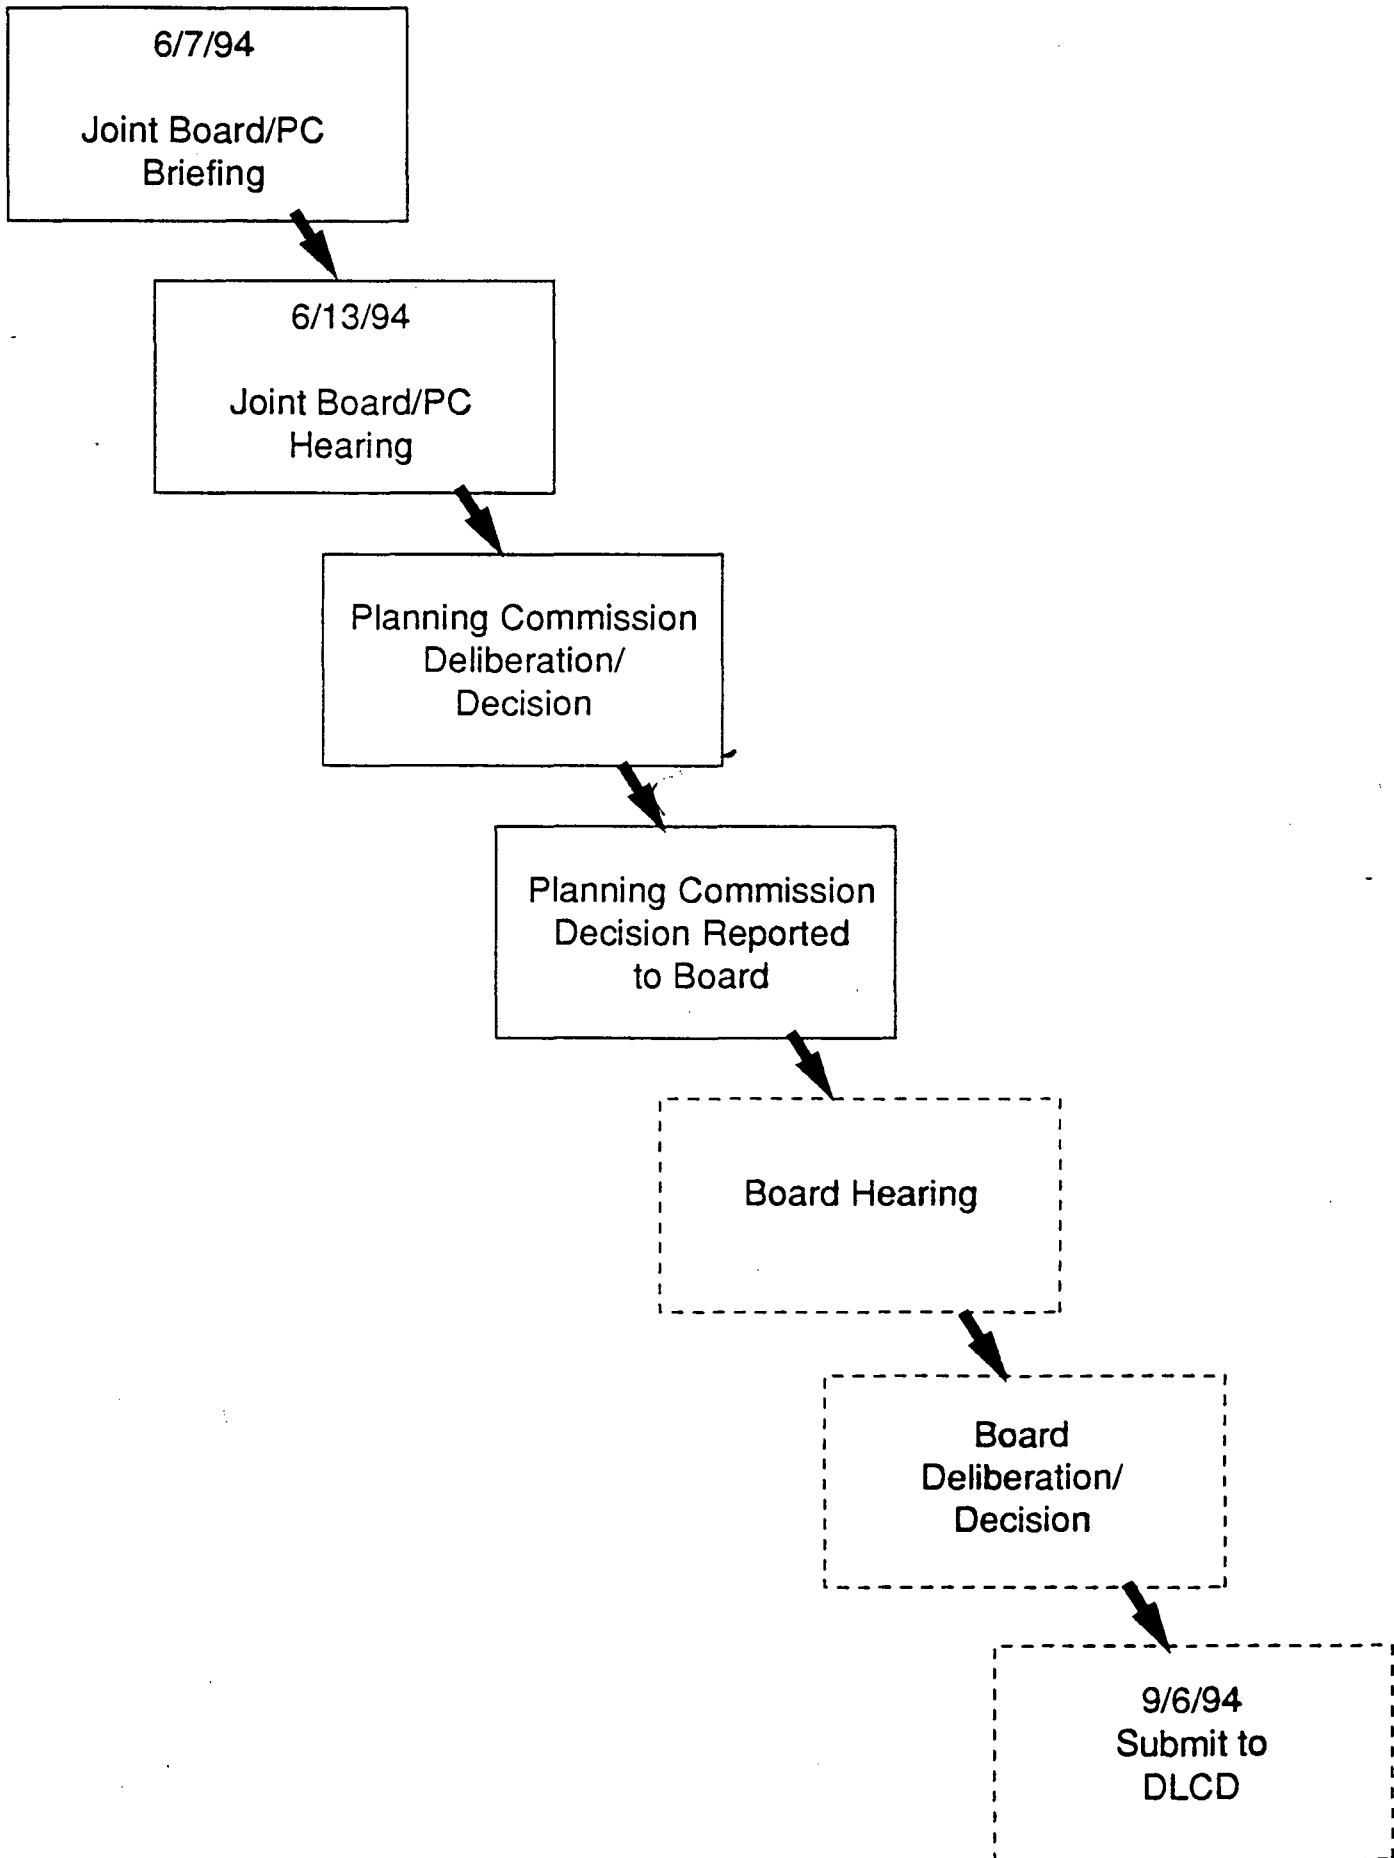 6/7/94
Joint Board/PC
Briefing
6/13/94
Joint Board/PC
Hearing
Planning Commission
Deliberation/
Decision
Planning Commission
Decision Reported
to Board
Board Hearing
Board
Deliberation/
Decision
9/6/94
Submit to
DLCD